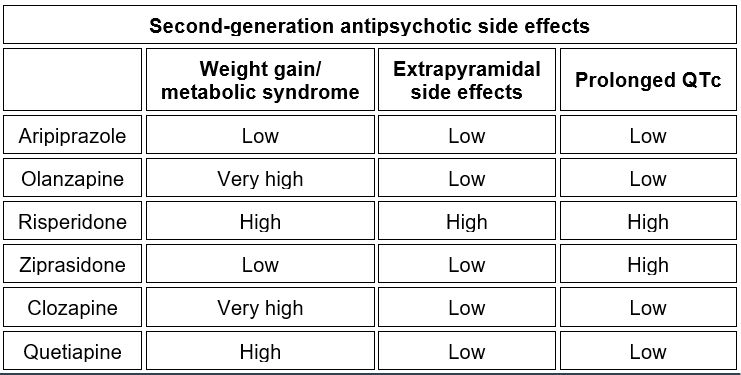 Second-generation antipsychotic side effects
Weight gain/ metabolic syndrome Extrapyramidal side effects Prolonged QTc
Aripiprazole Low Low Low
Olanzapine Very high Low Low
Risperidone High High High
Ziprasidone Low Low High
Clozapine Very high Low Low
Quetiapine High Low Low